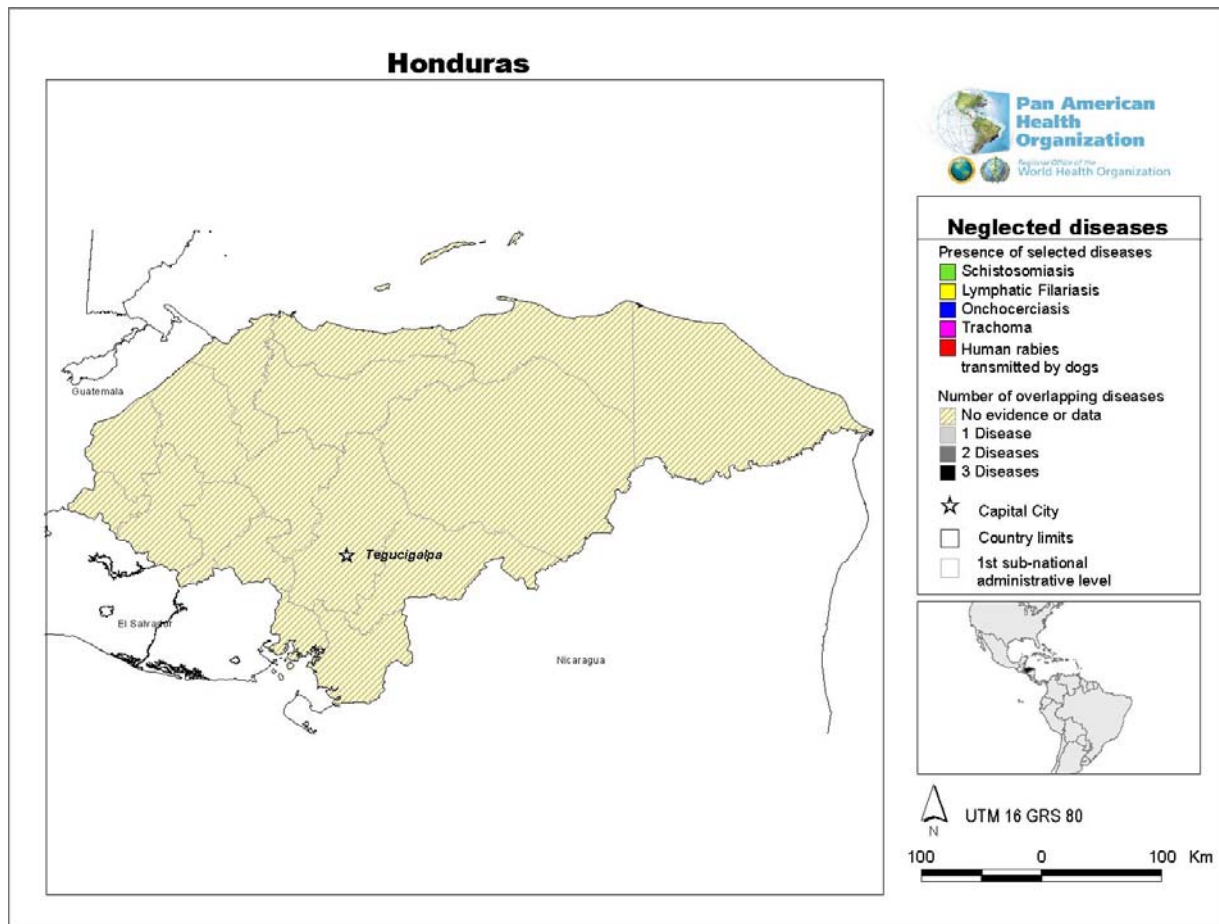 Honduras
Guatemala
El Salvador
Tegucigalpa
Nicaragua
Pan American
Health
Organization
Regional Office of the
World Health Organization
Neglected diseases
Presence of selected diseases
Schistosomiasis
Lymphatic Filariasis
Onchocerciasis
Trachoma
Human rabies
transmitted by dogs
Number of overlapping diseases
No evidence or data
1 Disease
2 Diseases
3 Diseases
Capital City
Country limits
1st sub-national
administrative level
N
UTM 16 GRS 80
100 0 100 Km